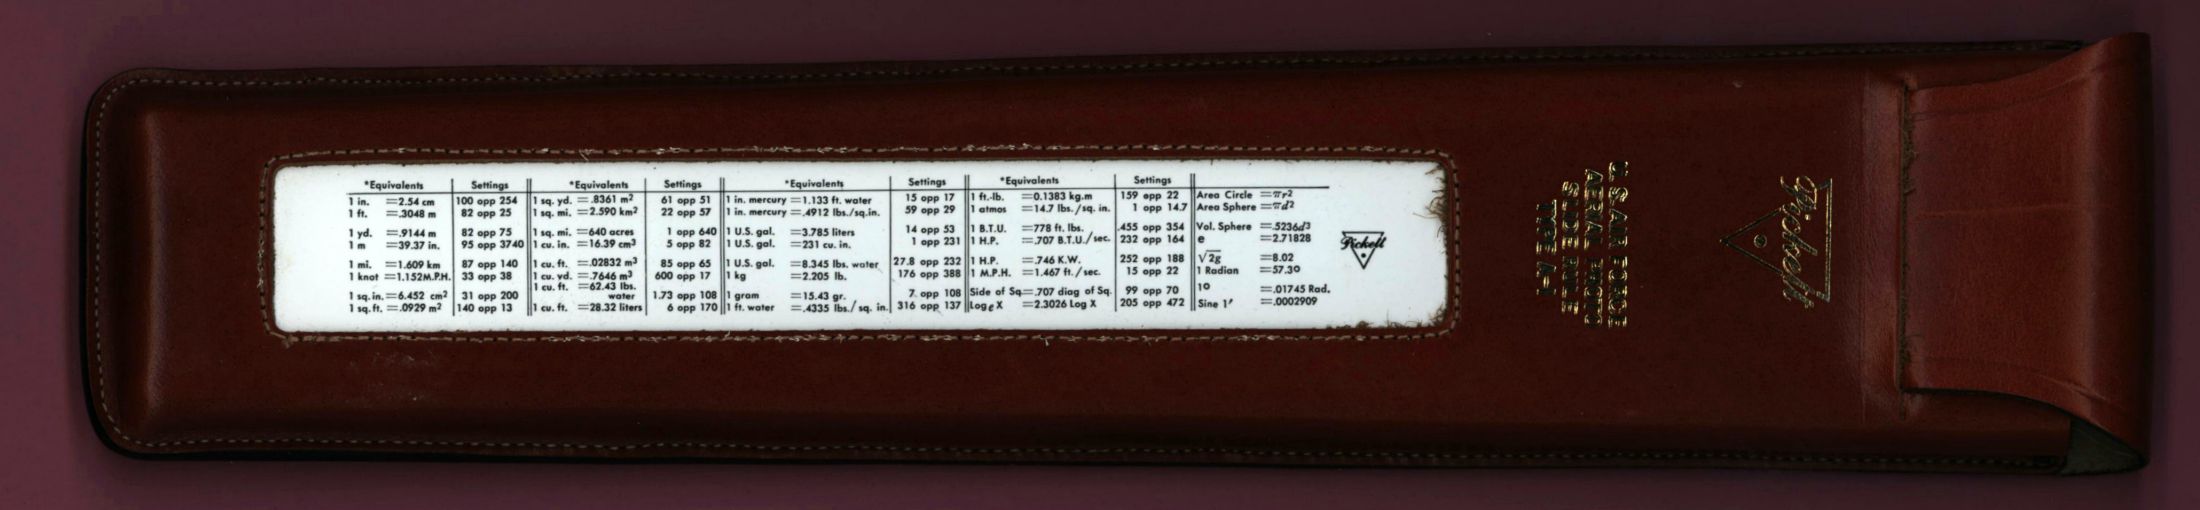 *Equivalents Settings *Equivalents Settings *Equivalents Settings *Equivalents Settings
1 in. =2.54 cm 100 opp 254 1 sq. yd. =.8361 m² 61 opp 51 1 in. mercury =1.133 ft. water 15 opp 17 1 ft.-lb. =0.1383 kg.m 159 opp 22 Area Circle =πr²
1 ft. =.3048 m 82 opp 25 1 sq. mi. =2.590 km² 22 opp 57 1 in. mercury =.4912 lbs./sq.in. 59 opp 29 1 atmos =14.7 lbs./sq. in. 1 opp 14.7 Area Sphere =πd²
1 yd. =.9144 m 82 opp 75 1 sq. mi. =640 acres 1 opp 640 1 U.S. gal. =3.785 liters 14 opp 53 1 B.T.U. =778 ft. lbs. .455 opp 354 Vol. Sphere =.5236d³
1 m =39.37 in. 95 opp 3740 1 cu. in. =16.39 cm³ 5 opp 82 1 U.S. gal. =231 cu. in. 1 opp 231 1 H.P. =.707 B.T.U./sec. 232 opp 164 e =2.71828
1 mi. =1.609 km 87 opp 140 1 cu. ft. =.02832 m³ 85 opp 65 1 U.S. gal. =8.345 lbs. water 27.8 opp 232 1 H.P. =.746 K.W. 252 opp 188 √2g =8.02
1 knot =1.152M.P.H. 33 opp 38 1 cu. yd. =.7646 m³ 600 opp 17 1 kg =2.205 lb. 176 opp 388 1 M.P.H. =1.467 ft./sec. 15 opp 22 1 Radian =57.3°
1 sq.in.=6.452 cm² 31 opp 200 1 cu. ft. =62.43 lbs. water 1.73 opp 108 1 gram =15.43 gr. 7. opp 108 Side of Sq.=.707 diag of Sq. 99 opp 70 1° =.01745 Rad.
1 sq.ft. =.0929 m² 140 opp 13 1 cu. ft. =28.32 liters 6 opp 170 1 ft. water =.4335 lbs./ sq. in. 316 opp 137 Logₑ X =2.3026 Log X 205 opp 472 Sine 1′ =.0002909
Pickett
U.S. AIR FORCE
AERIAL PHOTO
SLIDE RULE
TYPE A-1
Pickett